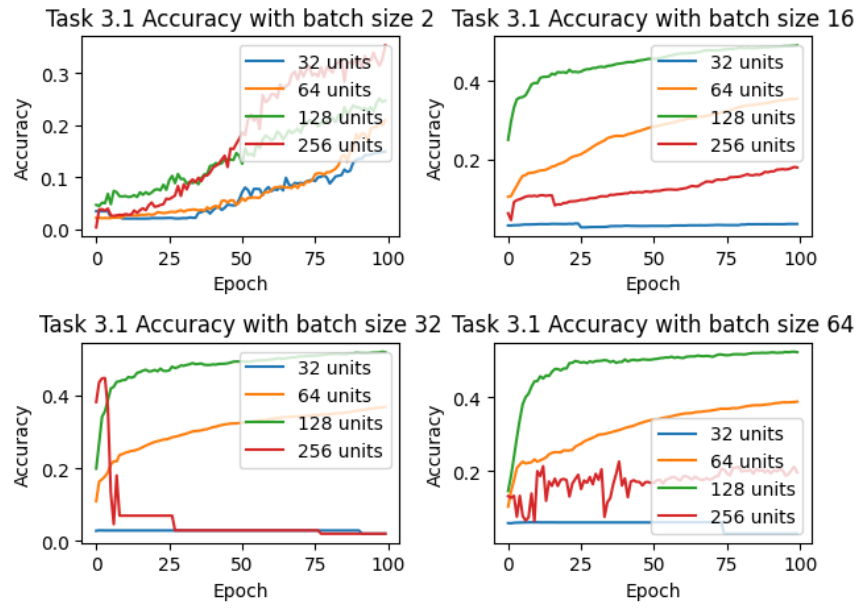 Task 3.1 Accuracy with batch size 2
Accuracy
0.3
0.2
0.1
0.0
32 units
64 units
128 units
256 units
0
25
50
75
100
Epoch
Task 3.1 Accuracy with batch size 16
Accuracy
0.4
0.2
32 units
64 units
128 units
256 units
0
25
50
75
100
Epoch
Task 3.1 Accuracy with batch size 32
Accuracy
0.4
0.2
0.0
32 units
64 units
128 units
256 units
0
25
50
75
100
Epoch
Task 3.1 Accuracy with batch size 64
Accuracy
0.4
0.2
32 units
64 units
128 units
256 units
0
25
50
75
100
Epoch